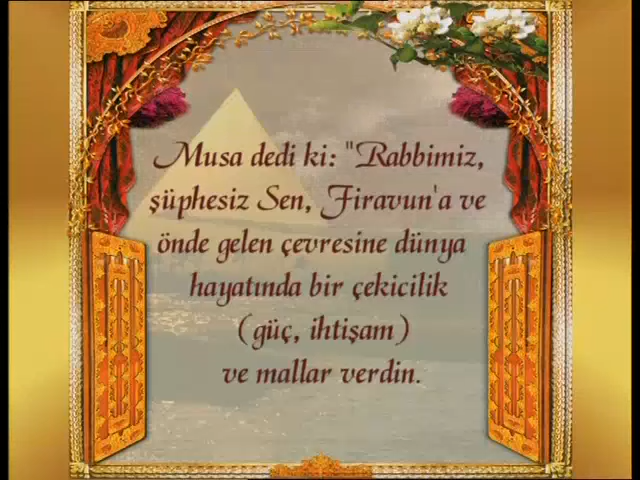 Musa dedi ki: "Rabbimiz,
şüphesiz Sen, Firavun'a ve
önde gelen çevresine dünya
hayatında bir çekicilik
(güç, ihtişam)
ve mallar verdin.